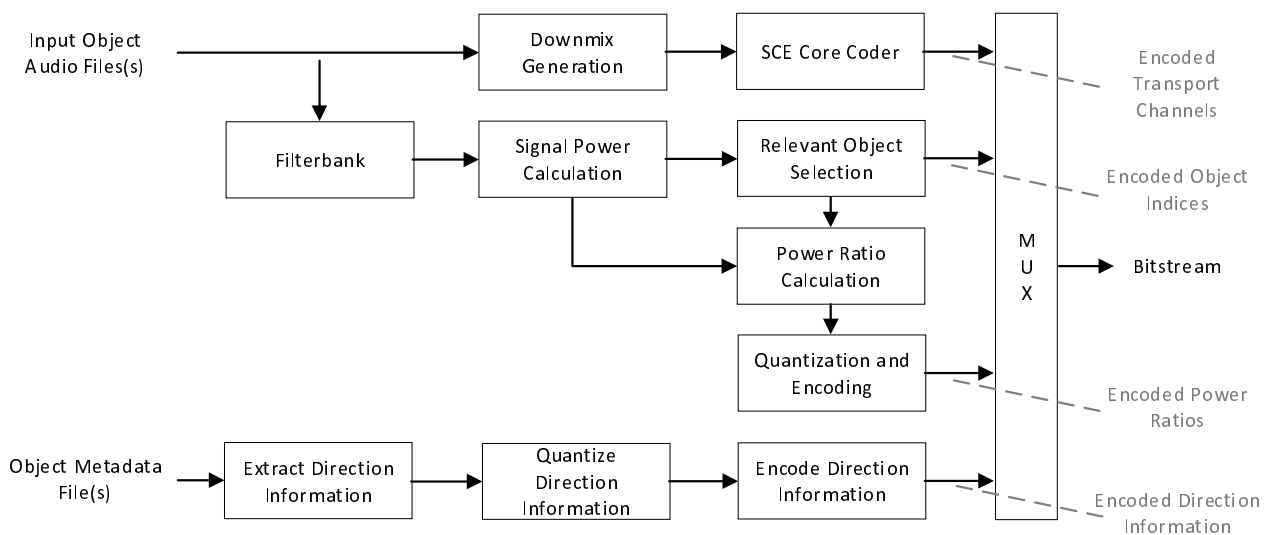 Input Object
Audio Files(s)
Downmix
Generation
SCE Core Coder
Encoded
Transport
Channels
Filterbank
Signal Power
Calculation
Relevant Object
Selection
Encoded Object
Indices
Power Ratio
Calculation
M
U
X
Bitstream
Quantization and
Encoding
Encoded Power
Ratios
Object Metadata
File(s)
Extract Direction
Information
Quantize
Direction
Information
Encode Direction
Information
Encoded Direction
Information